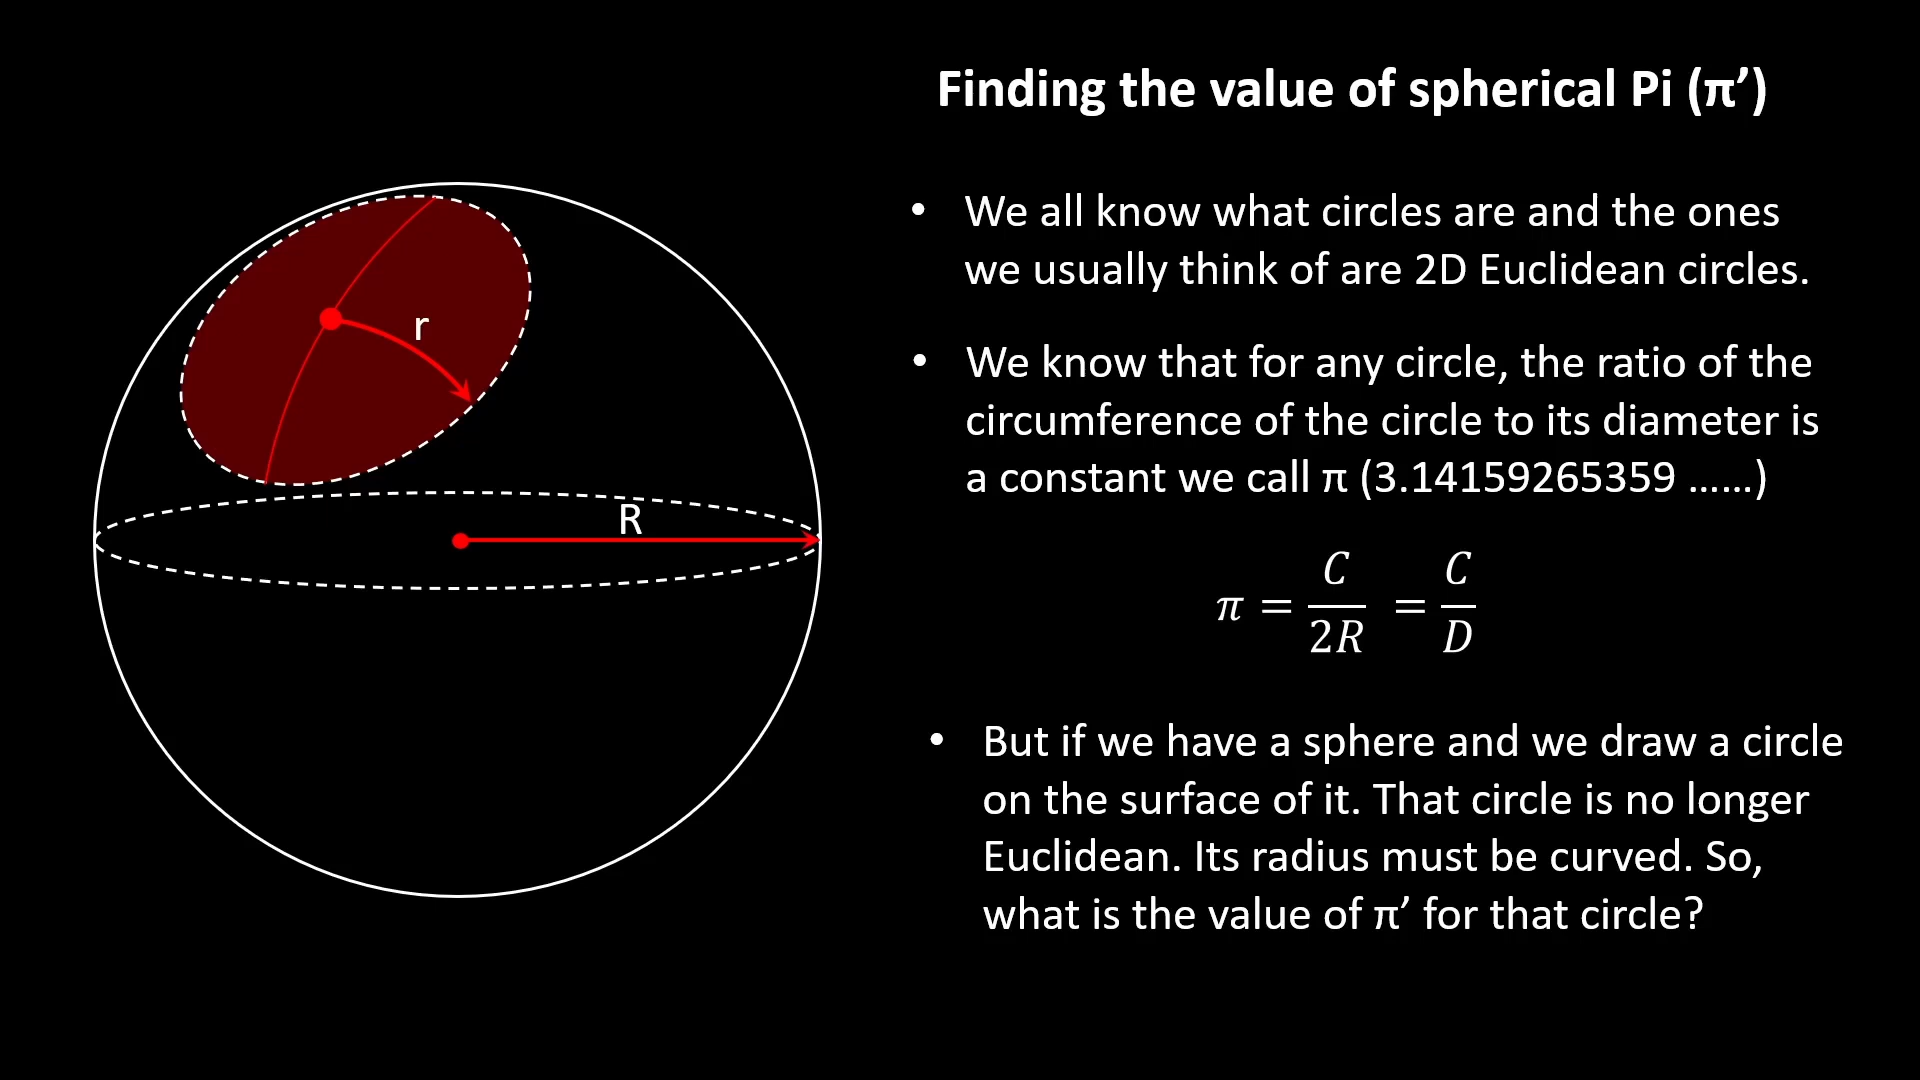 Finding the value of spherical Pi (π’)
• We all know what circles are and the ones
we usually think of are 2D Euclidean circles.
• We know that for any circle, the ratio of the
circumference of the circle to its diameter is
a constant we call π (3.14159265359 ……)
π = C/2R = C/D
• But if we have a sphere and we draw a circle
on the surface of it. That circle is no longer
Euclidean. Its radius must be curved. So,
what is the value of π’ for that circle?
r
R